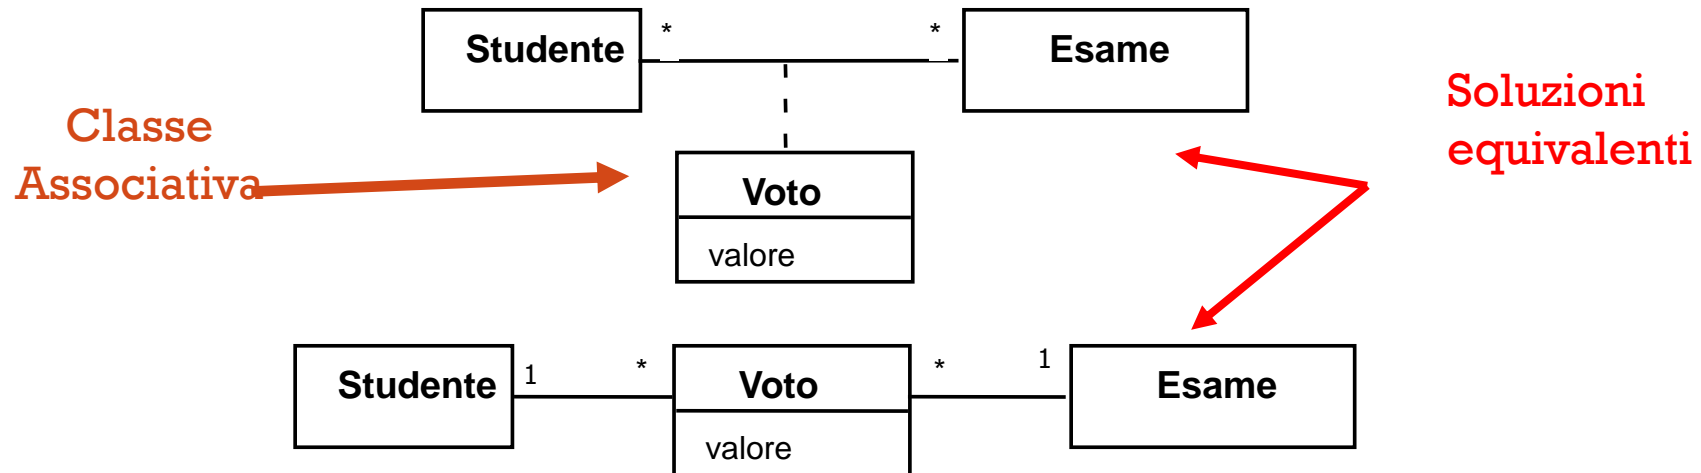 Studente * * Esame
Classe
Associativa
Soluzioni
equivalenti
Voto
valore
Studente 1 * Voto * 1 Esame
valore